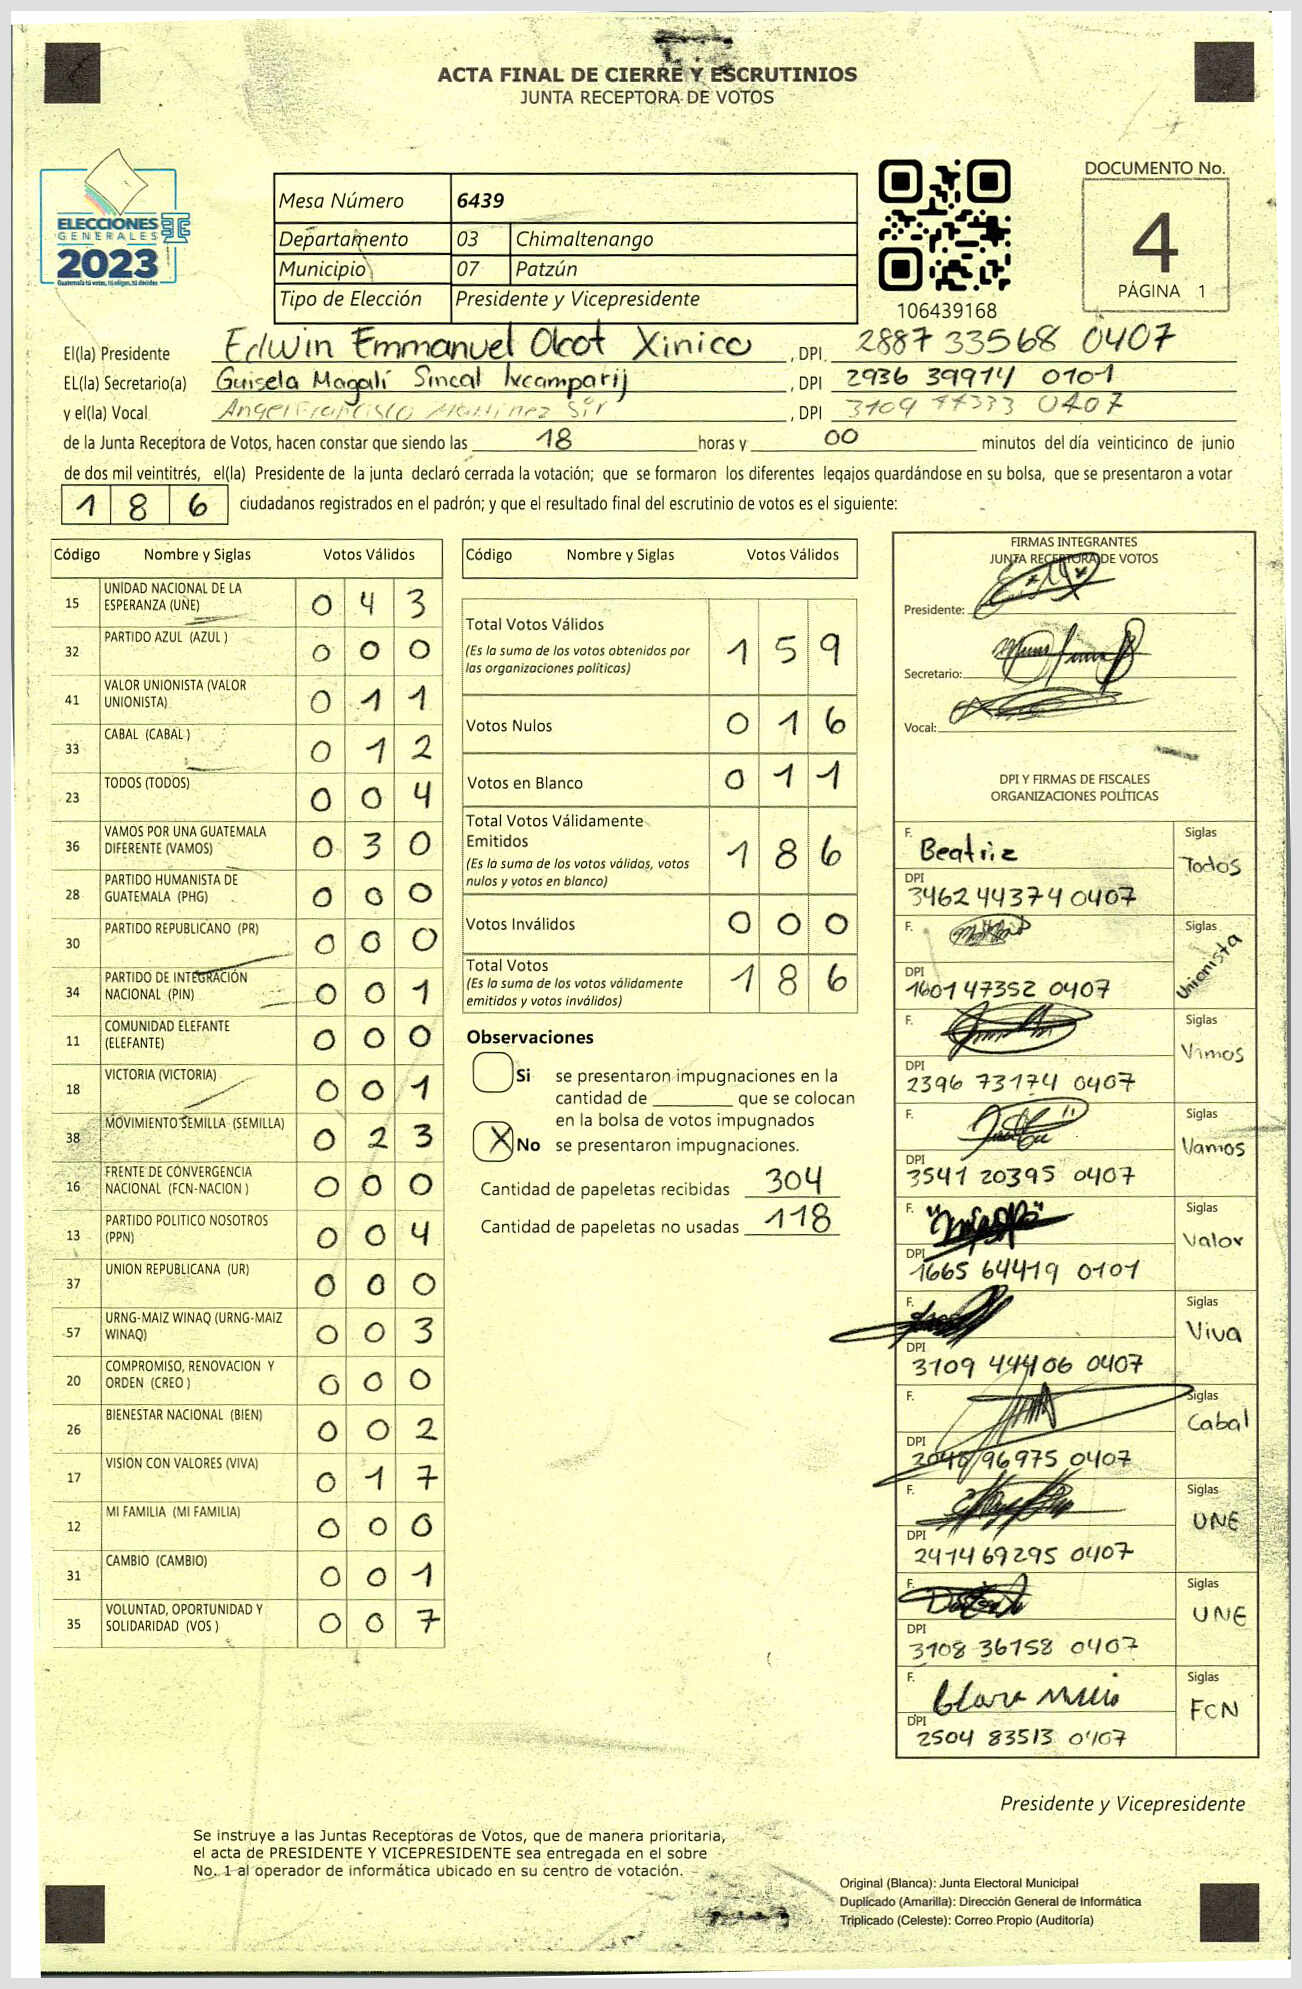 ACTA FINAL DE CIERRE Y ESCRUTINIOS
JUNTA RECEPTORA DE VOTOS
ELECCIONES
GENERALES
2023
Guatemala tú votas, tú eliges, tú decides
Mesa Número 6439
Departamento 03 Chimaltenango
Municipio 07 Patzún
Tipo de Elección Presidente y Vicepresidente
106439168
DOCUMENTO No.
4
PÁGINA 1
El(la) Presidente Edwin Emmanuel Olcot Xinico , DPI 2887 33568 0407
EL(la) Secretario(a) Guisela Magalí Sincal Ixcamparij , DPI 2936 39914 0101
y el(la) Vocal Angel Francisco Martinez Sir , DPI 3109 44333 0407
de la Junta Receptora de Votos, hacen constar que siendo las 18 horas y 00 minutos del día veinticinco de junio
de dos mil veintitrés, el(la) Presidente de la junta declaró cerrada la votación; que se formaron los diferentes legajos quardándose en su bolsa, que se presentaron a votar
186 ciudadanos registrados en el padrón; y que el resultado final del escrutinio de votos es el siguiente:
Código Nombre y Siglas Votos Válidos
15 UNIDAD NACIONAL DE LA ESPERANZA (UNE) 0 4 3
32 PARTIDO AZUL (AZUL ) 0 0 0
41 VALOR UNIONISTA (VALOR UNIONISTA) 0 1 1
33 CABAL (CABAL ) 0 1 2
23 TODOS (TODOS) 0 0 4
36 VAMOS POR UNA GUATEMALA DIFERENTE (VAMOS) 0 3 0
28 PARTIDO HUMANISTA DE GUATEMALA (PHG) 0 0 0
30 PARTIDO REPUBLICANO (PR) 0 0 0
34 PARTIDO DE INTEGRACIÓN NACIONAL (PIN) 0 0 1
11 COMUNIDAD ELEFANTE (ELEFANTE) 0 0 0
18 VICTORIA (VICTORIA) 0 0 1
38 MOVIMIENTO SEMILLA (SEMILLA) 0 2 3
16 FRENTE DE CONVERGENCIA NACIONAL (FCN-NACION ) 0 0 0
13 PARTIDO POLITICO NOSOTROS (PPN) 0 0 4
37 UNION REPUBLICANA (UR) 0 0 0
57 URNG-MAIZ WINAQ (URNG-MAIZ WINAQ) 0 0 3
20 COMPROMISO, RENOVACION Y ORDEN (CREO ) 0 0 0
26 BIENESTAR NACIONAL (BIEN) 0 0 2
17 VISION CON VALORES (VIVA) 0 1 7
12 MI FAMILIA (MI FAMILIA) 0 0 0
31 CAMBIO (CAMBIO) 0 0 1
35 VOLUNTAD, OPORTUNIDAD Y SOLIDARIDAD (VOS ) 0 0 7
Código Nombre y Siglas Votos Válidos
Total Votos Válidos 1 5 9
(Es la suma de los votos obtenidos por
las organizaciones políticas)
Votos Nulos 0 1 6
Votos en Blanco 0 1 1
Total Votos Válidamente
Emitidos 1 8 6
(Es la suma de los votos válidos, votos
nulos y votos en blanco)
Votos Inválidos 0 0 0
Total Votos 1 8 6
(Es la suma de los votos válidamente
emitidos y votos inválidos)
Observaciones
Si se presentaron impugnaciones en la
cantidad de ________ que se colocan
en la bolsa de votos impugnados
X No se presentaron impugnaciones.
Cantidad de papeletas recibidas 304
Cantidad de papeletas no usadas 118
FIRMAS INTEGRANTES
JUNTA RECEPTORA DE VOTOS
Presidente:
Secretario:
Vocal:
DPI Y FIRMAS DE FISCALES
ORGANIZACIONES POLÍTICAS
F. Beatriz Siglas Todos
DPI 3462 44374 0407
F. Siglas Unionista
DPI 1601 47352 0407
F. Siglas Vimos
DPI 2396 73174 0407
F. Siglas Vamos
DPI 3541 20395 0407
F. Siglas Valor
DPI 1665 64419 0101
F. Siglas Viva
DPI 3109 44406 0407
F. Siglas Cabal
DPI 96975 0407
F. Siglas UNE
DPI 2414 69295 0407
F. Siglas UNE
DPI 3108 36158 0407
F. Siglas FCN
DPI 2504 83513 0407
Presidente y Vicepresidente
Se instruye a las Juntas Receptoras de Votos, que de manera prioritaria,
el acta de PRESIDENTE Y VICEPRESIDENTE sea entregada en el sobre
No. 1 al operador de informática ubicado en su centro de votación.
Original (Blanca): Junta Electoral Municipal
Duplicado (Amarilla): Dirección General de Informática
Triplicado (Celeste): Correo Propio (Auditoría)